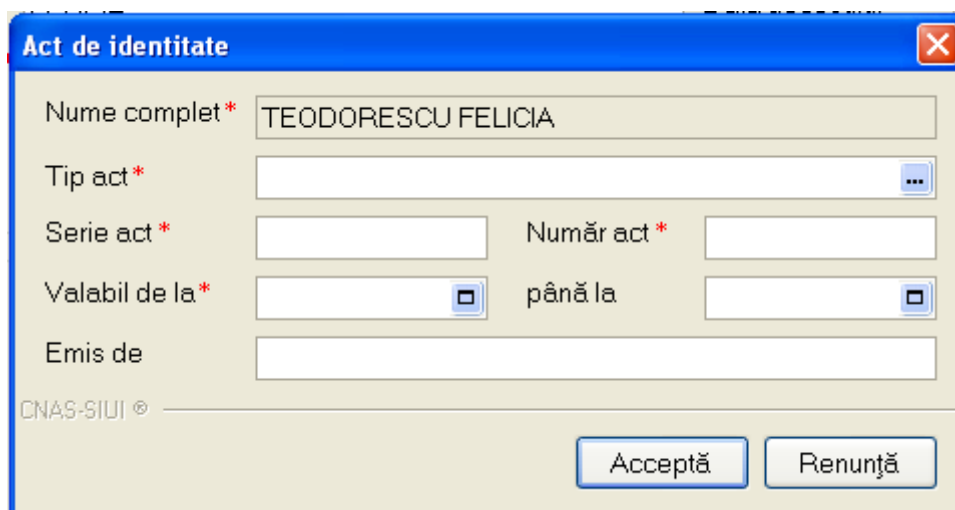 Act de identitate
Nume complet* TEODORESCU FELICIA
Tip act* ...
Serie act* Număr act*
Valabil de la* până la
Emis de
CNAS-SIUI ®
Acceptă Renunţă